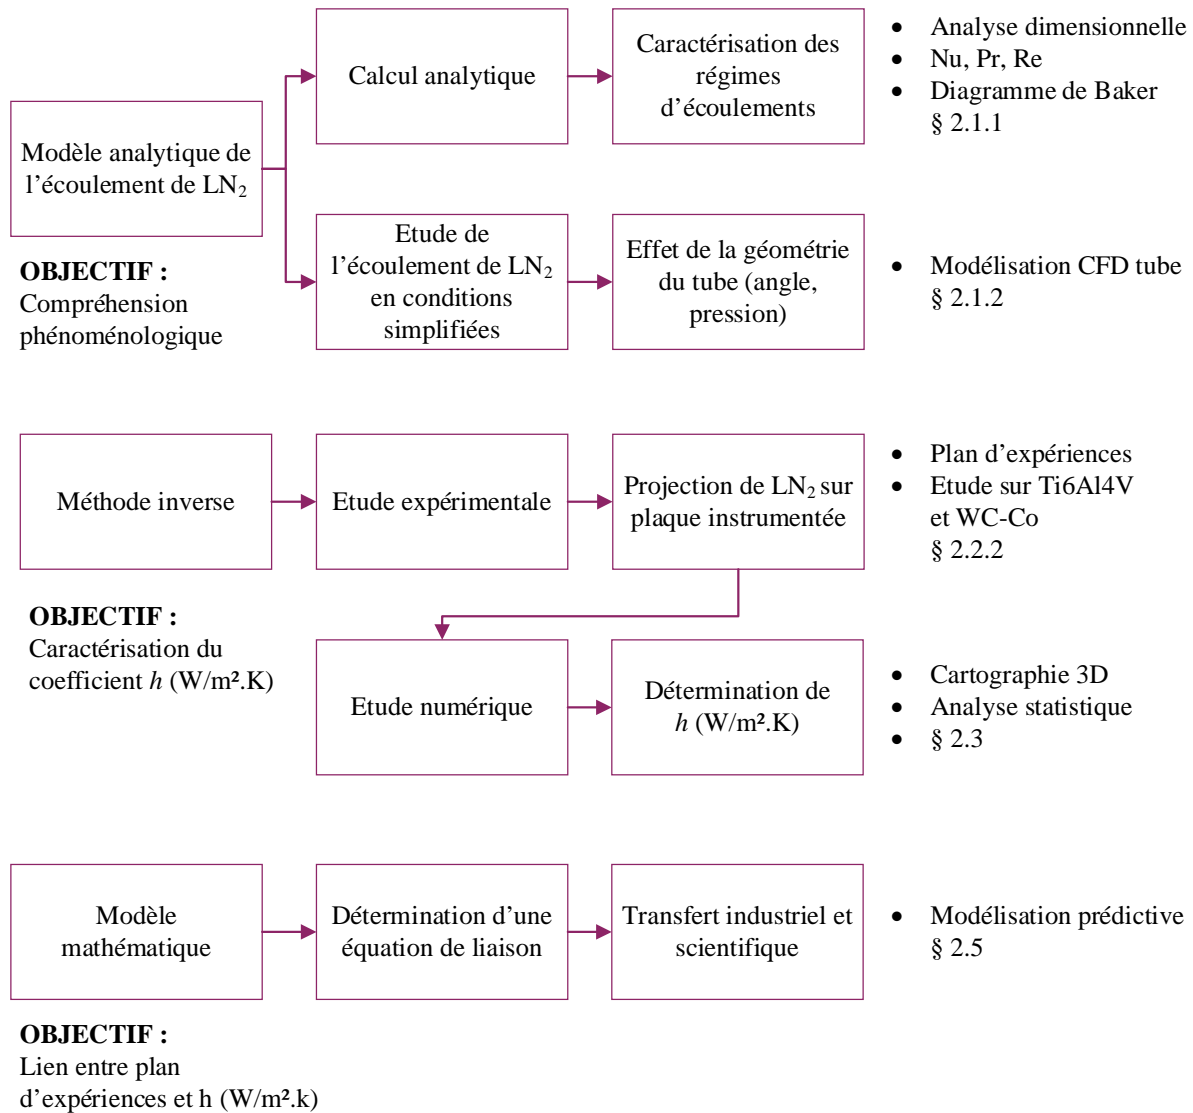 Modèle analytique de
l’écoulement de LN₂
OBJECTIF :
Compréhension
phénoménologique
Calcul analytique
Caractérisation des
régimes
d’écoulements
• Analyse dimensionnelle
• Nu, Pr, Re
• Diagramme de Baker
§ 2.1.1
Etude de
l’écoulement de LN₂
en conditions
simplifiées
Effet de la géométrie
du tube (angle,
pression)
• Modélisation CFD tube
§ 2.1.2
Méthode inverse
OBJECTIF :
Caractérisation du
coefficient h (W/m².K)
Etude expérimentale
Projection de LN₂ sur
plaque instrumentée
• Plan d’expériences
• Etude sur Ti6Al4V
et WC-Co
§ 2.2.2
Etude numérique
Détermination de
h (W/m².K)
• Cartographie 3D
• Analyse statistique
• § 2.3
Modèle
mathématique
OBJECTIF :
Lien entre plan
d’expériences et h (W/m².k)
Détermination d’une
équation de liaison
Transfert industriel et
scientifique
• Modélisation prédictive
§ 2.5